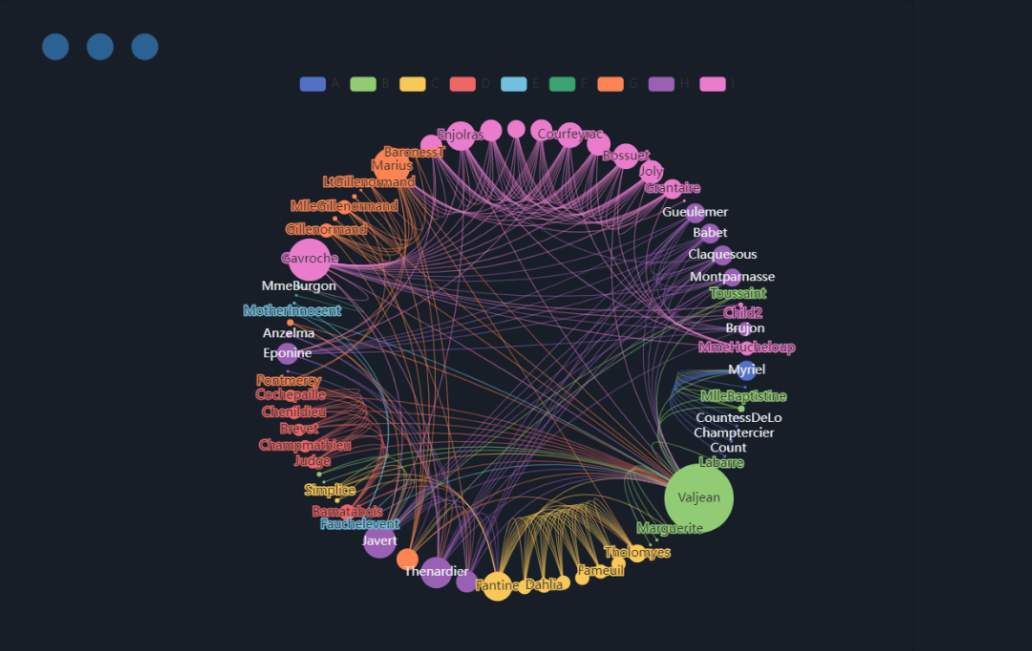 A B C D E F G H I
Enjolras
Courfeyrac
BaronessT
Bossuet
Marius
Joly
LtGillenormand
Grantaire
MlleGillenormand
Gueulemer
Gillenormand
Babet
Gavroche
Claquesous
Montparnasse
MmeBurgon
Toussaint
MotherInnocent
Child2
Anzelma
Brujon
Eponine
MmeHucheloup
Myriel
Pontmercy
Cochepaille
MlleBaptistine
Chenildieu
CountessDeLo
Brevet
Champtercier
Champmathieu
Count
Judge
Labarre
Simplice
Valjean
Bamatabois
Fauchelevent
Marguerite
Javert
Tholomyes
Thenardier
Fameuil
Fantine
Dahlia